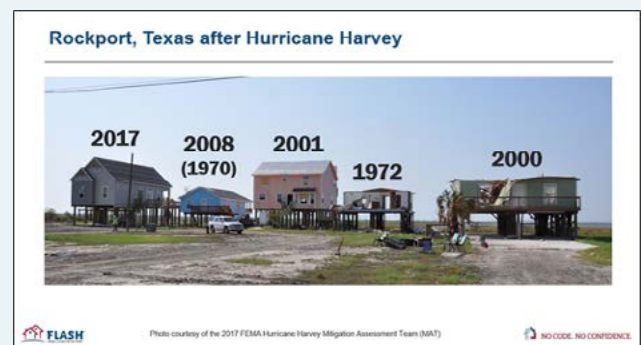 Rockport, Texas after Hurricane Harvey
2017
2008
(1970)
2001
1972
2000
FLASH
Photo courtesy of the 2017 FEMA Hurricane Harvey Mitigation Assessment Team (MAT)
NO CODE. NO CONFIDENCE.